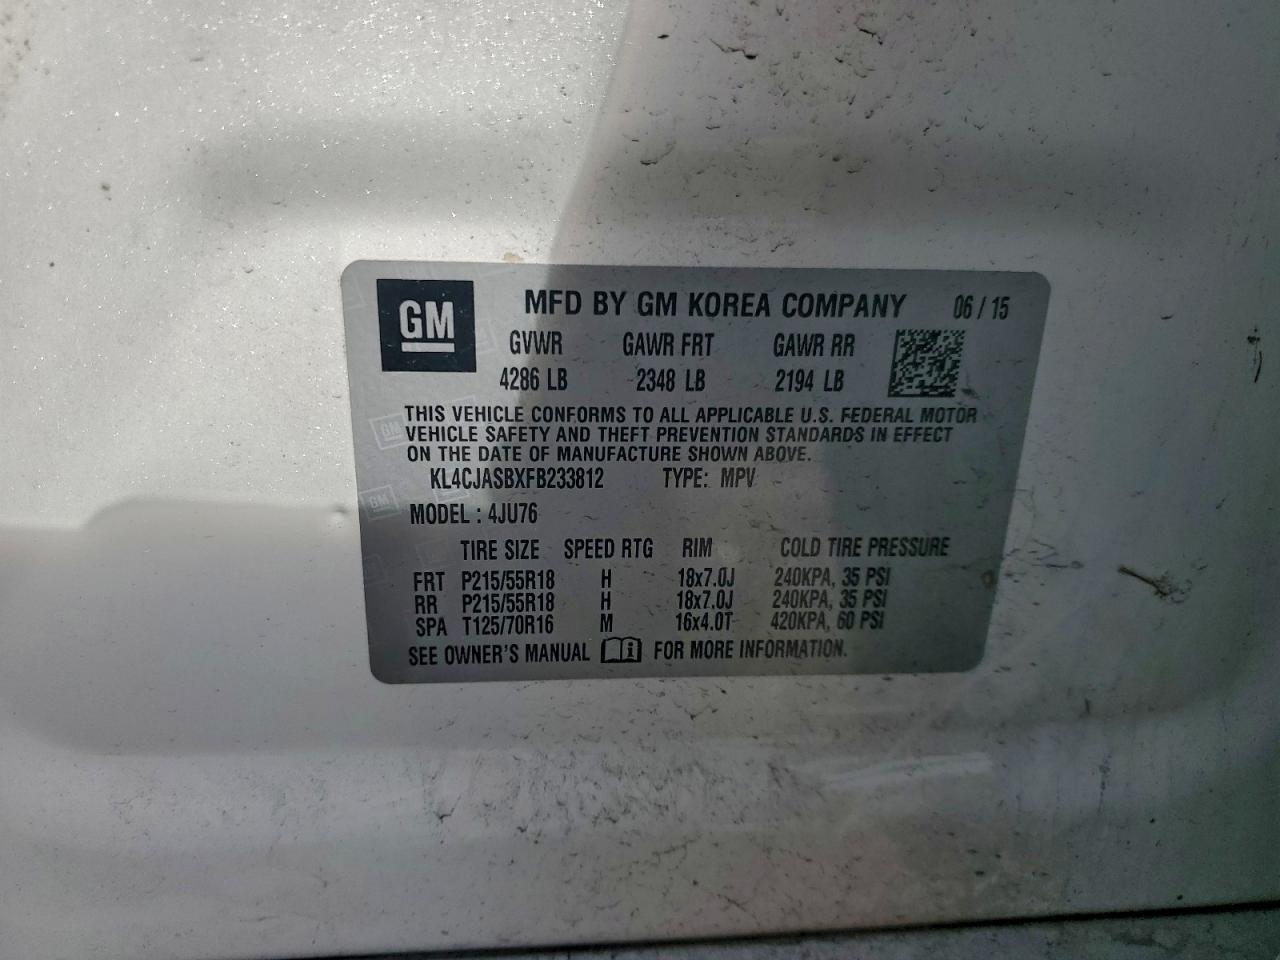 GM MFD BY GM KOREA COMPANY 06 / 15
GVWR GAWR FRT GAWR RR
4286 LB 2348 LB 2194 LB
THIS VEHICLE CONFORMS TO ALL APPLICABLE U.S. FEDERAL MOTOR
VEHICLE SAFETY AND THEFT PREVENTION STANDARDS IN EFFECT
ON THE DATE OF MANUFACTURE SHOWN ABOVE.
KL4CJASBXFB233812 TYPE: MPV
MODEL : 4JU76
TIRE SIZE SPEED RTG RIM COLD TIRE PRESSURE
FRT P215/55R18 H 18x7.0J 240KPA, 35 PSI
RR P215/55R18 H 18x7.0J 240KPA, 35 PSI
SPA T125/70R16 M 16x4.0T 420KPA, 60 PSI
SEE OWNER'S MANUAL FOR MORE INFORMATION.